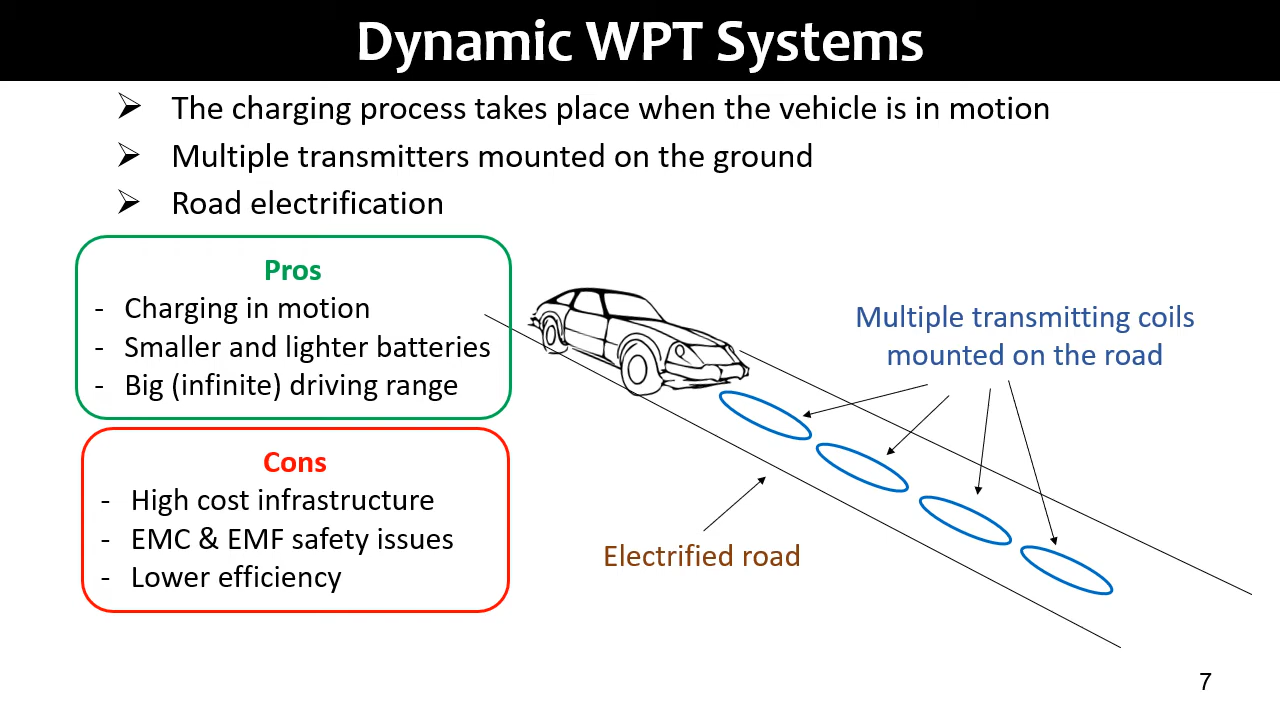 Dynamic WPT Systems
➢ The charging process takes place when the vehicle is in motion
➢ Multiple transmitters mounted on the ground
➢ Road electrification
Pros
- Charging in motion
- Smaller and lighter batteries
- Big (infinite) driving range
Cons
- High cost infrastructure
- EMC & EMF safety issues
- Lower efficiency
Multiple transmitting coils
mounted on the road
Electrified road
7